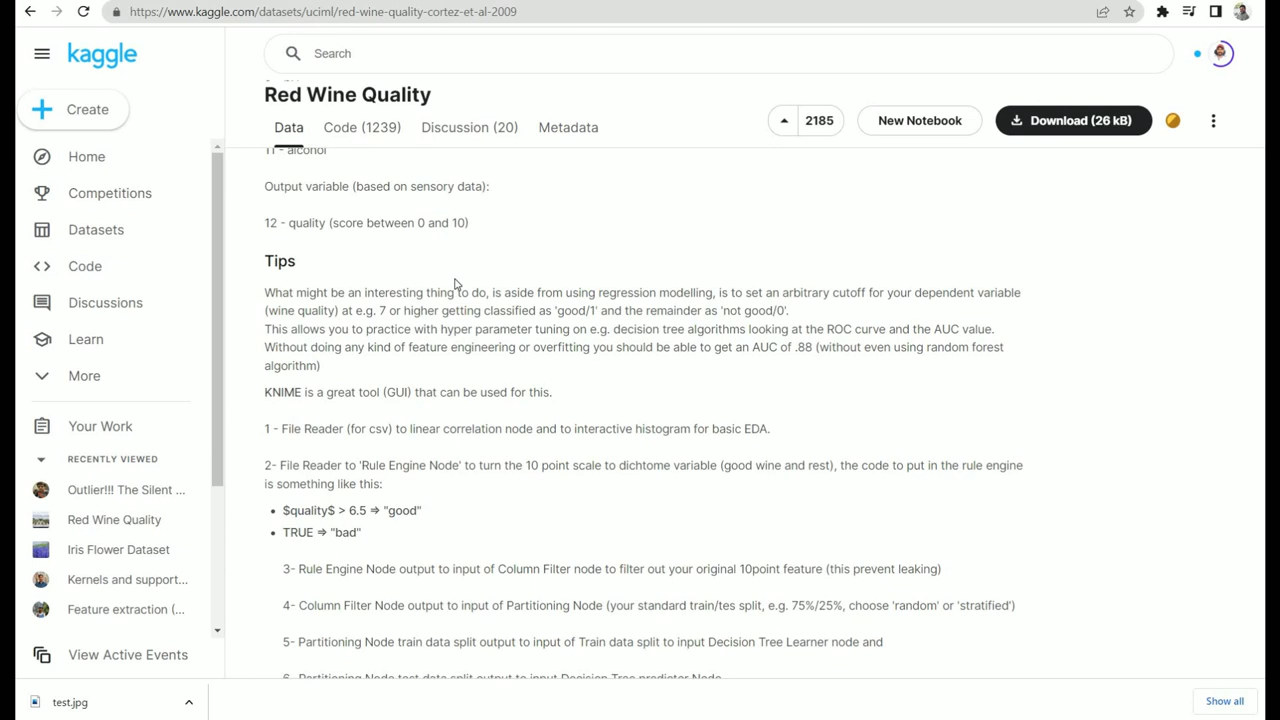 https://www.kaggle.com/datasets/uciml/red-wine-quality-cortez-et-al-2009
kaggle
Search
Create
Red Wine Quality
Data
Code (1239)
Discussion (20)
Metadata
2185
New Notebook
Download (26 kB)
Home
Competitions
Datasets
Code
Discussions
Learn
More
Your Work
RECENTLY VIEWED
Outlier!!! The Silent ...
Red Wine Quality
Iris Flower Dataset
Kernels and support...
Feature extraction (...
View Active Events
11 - alcohol
Output variable (based on sensory data):
12 - quality (score between 0 and 10)
Tips
What might be an interesting thing to do, is aside from using regression modelling, is to set an arbitrary cutoff for your dependent variable
(wine quality) at e.g. 7 or higher getting classified as 'good/1' and the remainder as 'not good/0'.
This allows you to practice with hyper parameter tuning on e.g. decision tree algorithms looking at the ROC curve and the AUC value.
Without doing any kind of feature engineering or overfitting you should be able to get an AUC of .88 (without even using random forest
algorithm)
KNIME is a great tool (GUI) that can be used for this.
1 - File Reader (for csv) to linear correlation node and to interactive histogram for basic EDA.
2- File Reader to 'Rule Engine Node' to turn the 10 point scale to dichtome variable (good wine and rest), the code to put in the rule engine
is something like this:
• $quality$ > 6.5 => "good"
• TRUE => "bad"
3- Rule Engine Node output to input of Column Filter node to filter out your original 10point feature (this prevent leaking)
4- Column Filter Node output to input of Partitioning Node (your standard train/tes split, e.g. 75%/25%, choose 'random' or 'stratified')
5- Partitioning Node train data split output to input of Train data split to input Decision Tree Learner node and
6- Partitioning Node test data split output to input Decision Tree predictor Node
test.jpg
Show all